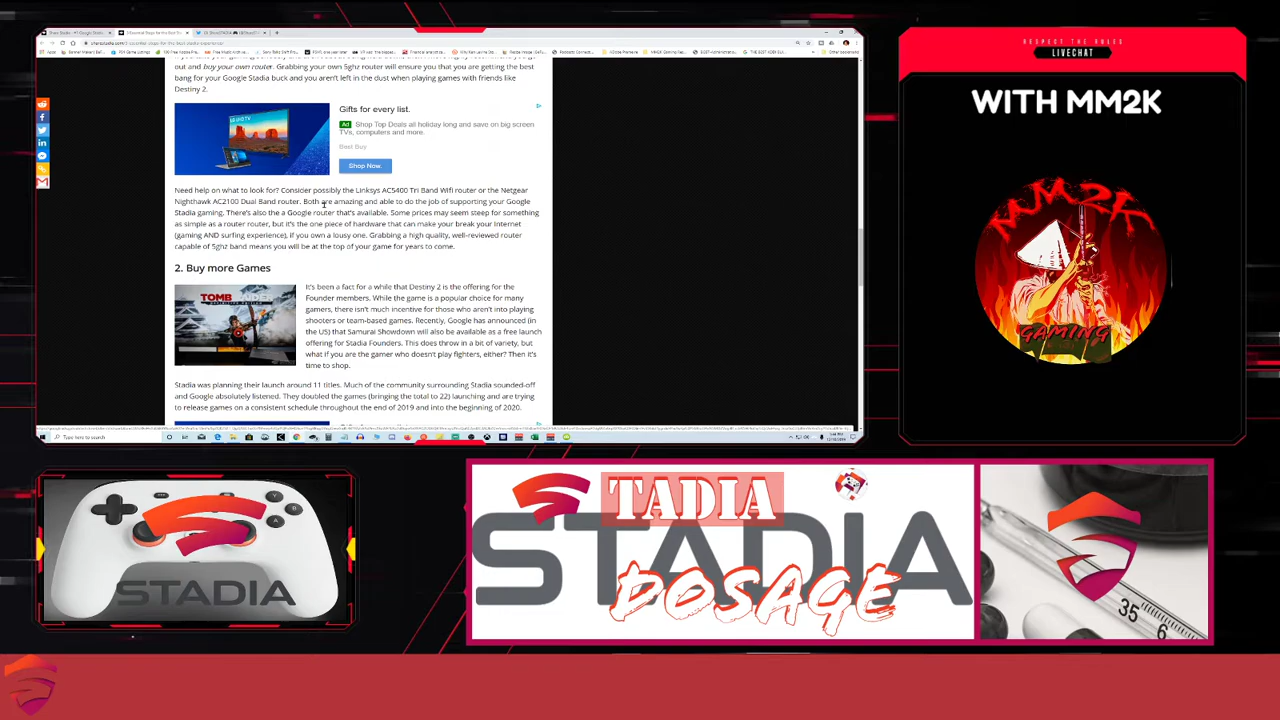 out and buy your own router. Grabbing your own 5ghz router will ensure you that you are getting the best
bang for your Google Stadia buck and you aren't left in the dust when playing games with friends like
Destiny 2.
Gifts for every list.
Ad Shop Top Deals all holiday long and save on big screen
TVs, computers and more.
Best Buy
Shop Now.
Need help on what to look for? Consider possibly the Linksys AC5400 Tri Band Wifi router or the Netgear
Nighthawk AC2100 Dual Band router. Both are amazing and able to do the job of supporting your Google
Stadia gaming. There's also the a Google router that's available. Some prices may seem steep for something
as simple as a router router, but it's the one piece of hardware that can make your break your Internet
(gaming AND surfing experience), if you own a lousy one. Grabbing a high quality, well-reviewed router
capable of 5ghz band means you will be at the top of your game for years to come.
2. Buy more Games
TOMB RAIDER
It's been a fact for a while that Destiny 2 is the offering for the
Founder members. While the game is a popular choice for many
gamers, there isn't much incentive for those who aren't into playing
shooters or team-based games. Recently, Google has announced (in
the US) that Samurai Showdown will also be available as a free launch
offering for Stadia Founders. This does throw in a bit of variety, but
what if you are the gamer who doesn't play fighters, either? Then it's
time to shop.
Stadia was planning their launch around 11 titles. Much of the community surrounding Stadia sounded-off
and Google absolutely listened. They doubled the games (bringing the total to 22) launching and are trying
to release games on a consistent schedule throughout the end of 2019 and into the beginning of 2020.
Type here to search
RESPECT THE RULES
LIVECHAT
WITH MM2K
MM2K
GAMING
STADIA
TADIA
STADIA
DOSAGE
35
6